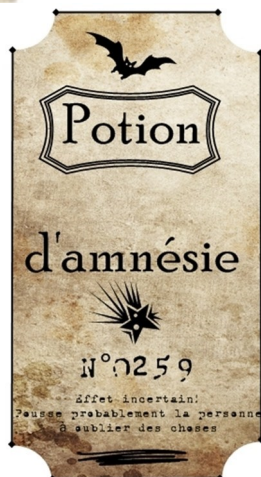 Potion
d'amnésie
N°0259
Effet incertain!
Pousse probablement la personne
à oublier des choses